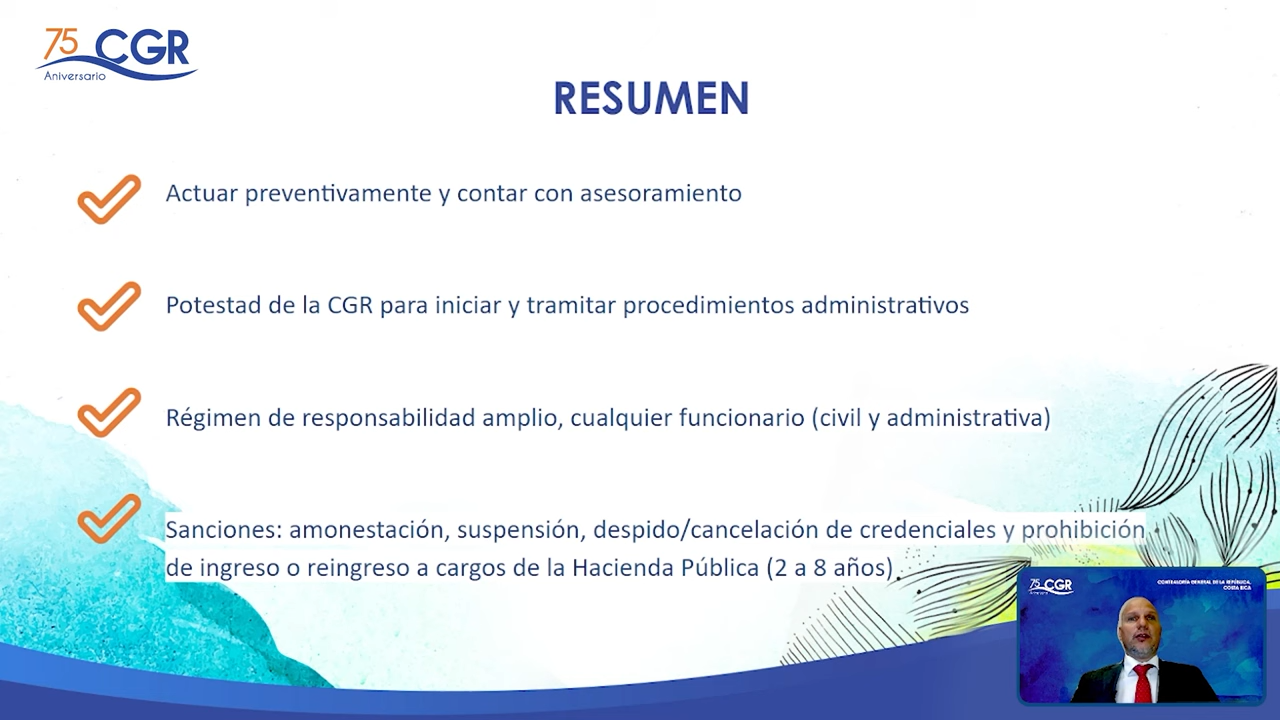 75 CGR
Aniversario
RESUMEN
Actuar preventivamente y contar con asesoramiento
Potestad de la CGR para iniciar y tramitar procedimientos administrativos
Régimen de responsabilidad amplio, cualquier funcionario (civil y administrativa)
Sanciones: amonestación, suspensión, despido/cancelación de credenciales y prohibición
de ingreso o reingreso a cargos de la Hacienda Pública (2 a 8 años)
75 CGR
CONTRALORÍA GENERAL DE LA REPÚBLICA,
COSTA RICA